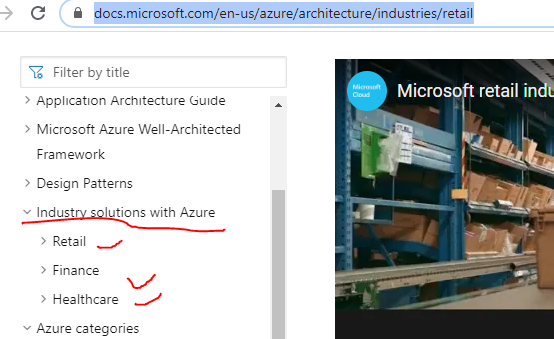 docs.microsoft.com/en-us/azure/architecture/industries/retail
Filter by title
Application Architecture Guide
Microsoft Azure Well-Architected
Framework
Design Patterns
Industry solutions with Azure
Retail
Finance
Healthcare
Azure categories
Microsoft
Cloud
Microsoft retail indu